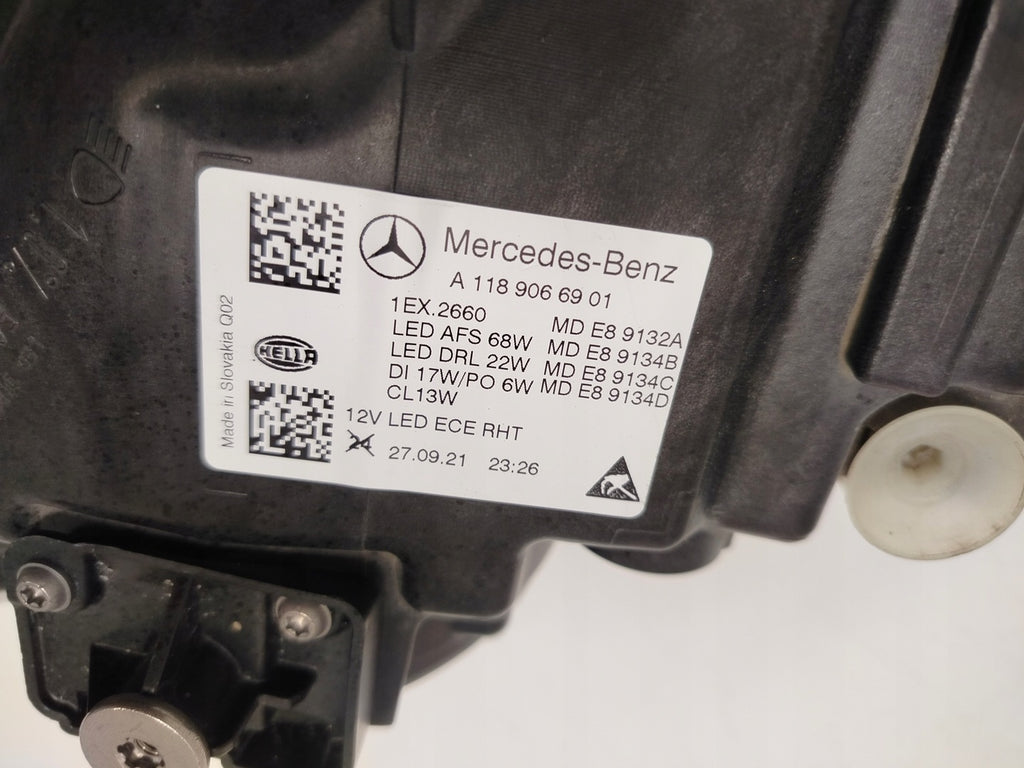 Mercedes-Benz
A 118 906 69 01
1EX.2660 MD E8 9132A
LED AFS 68W MD E8 9134B
LED DRL 22W MD E8 9134C
DI 17W/PO 6W MD E8 9134D
CL13W
12V LED ECE RHT
24 27.09.21 23:26
HELLA
Made in Slovakia Q02